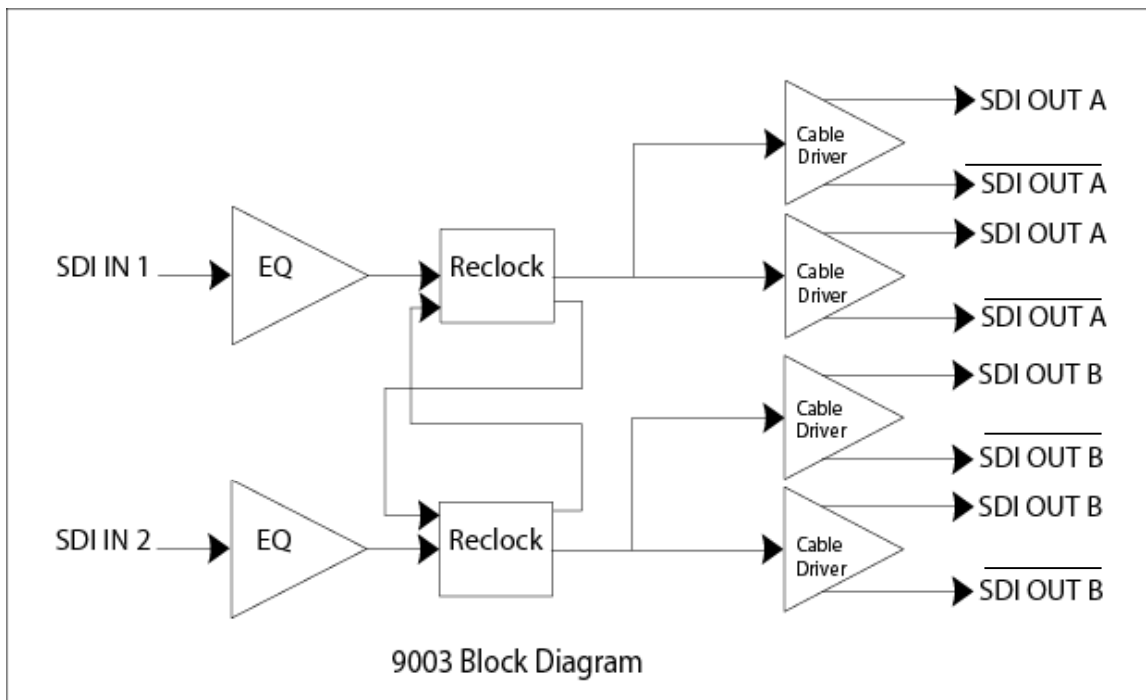 SDI IN 1
EQ
Reclock
Cable
Driver
SDI OUT A
SDI OUT A
Cable
Driver
SDI OUT A
SDI OUT A
SDI IN 2
EQ
Reclock
Cable
Driver
SDI OUT B
SDI OUT B
Cable
Driver
SDI OUT B
SDI OUT B
9003 Block Diagram